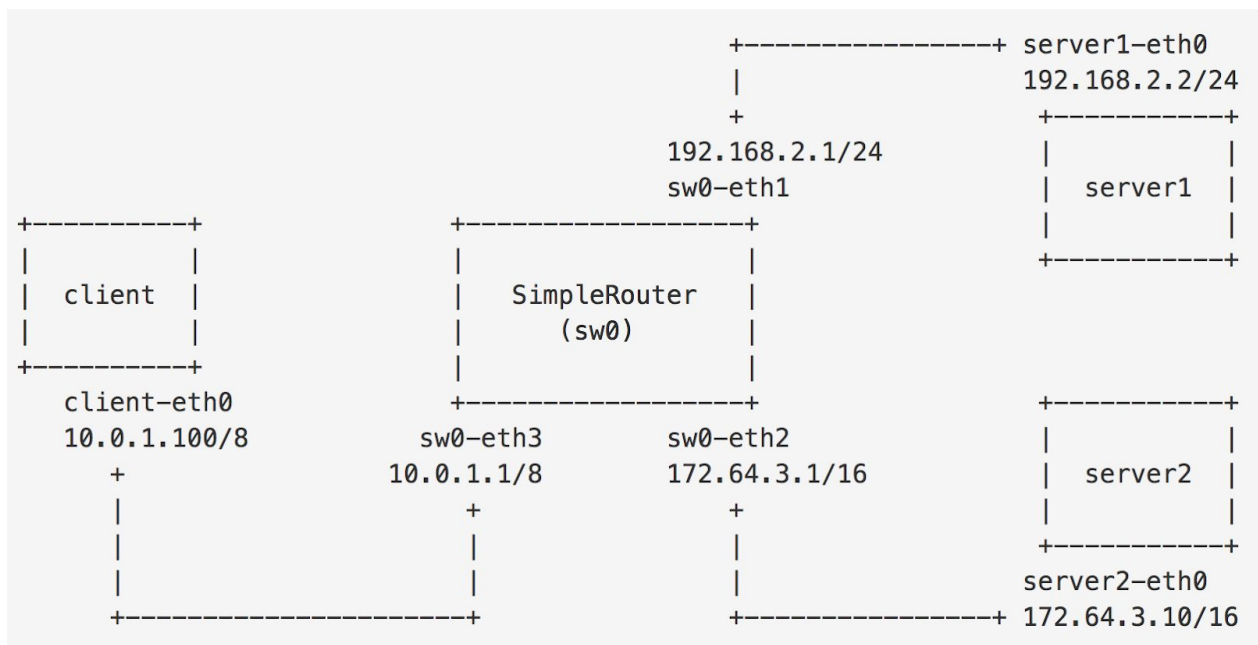 server1-eth0
192.168.2.2/24
192.168.2.1/24
sw0-eth1
server1
client
SimpleRouter
(sw0)
client-eth0
10.0.1.100/8
sw0-eth3
10.0.1.1/8
sw0-eth2
172.64.3.1/16
server2
server2-eth0
172.64.3.10/16